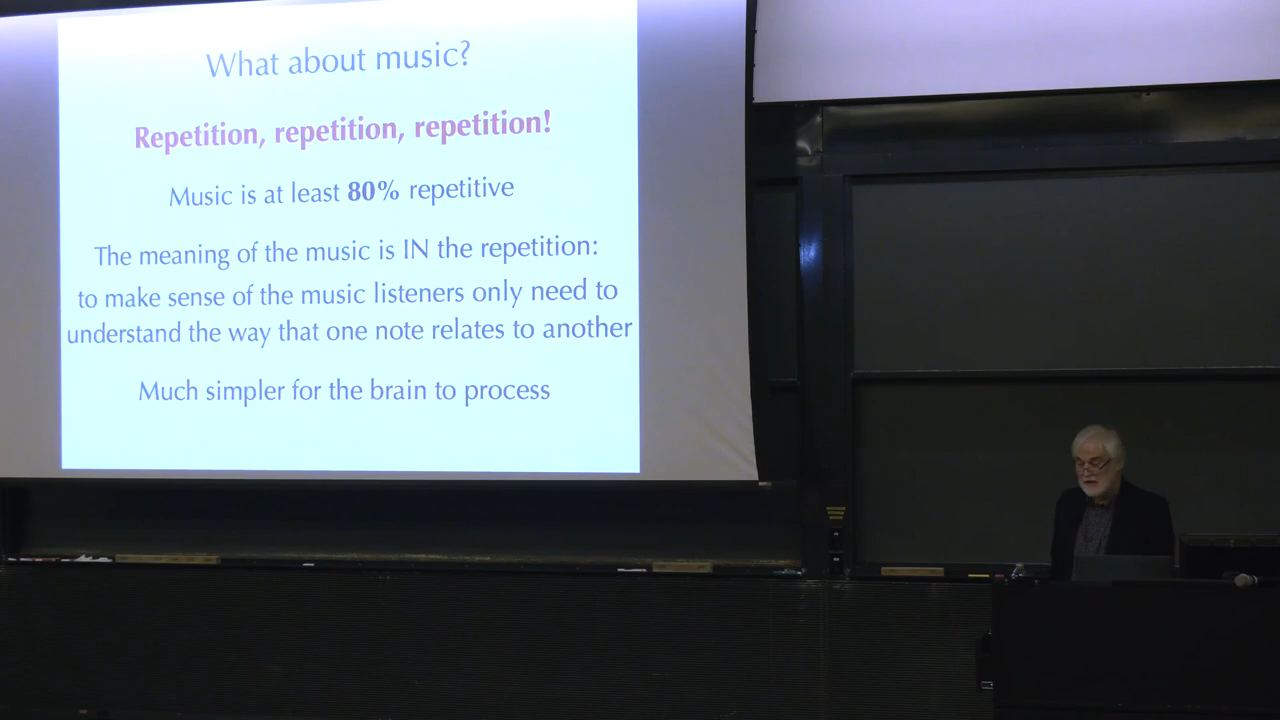 What about music?
Repetition, repetition, repetition!
Music is at least 80% repetitive
The meaning of the music is IN the repetition:
to make sense of the music listeners only need to
understand the way that one note relates to another
Much simpler for the brain to process